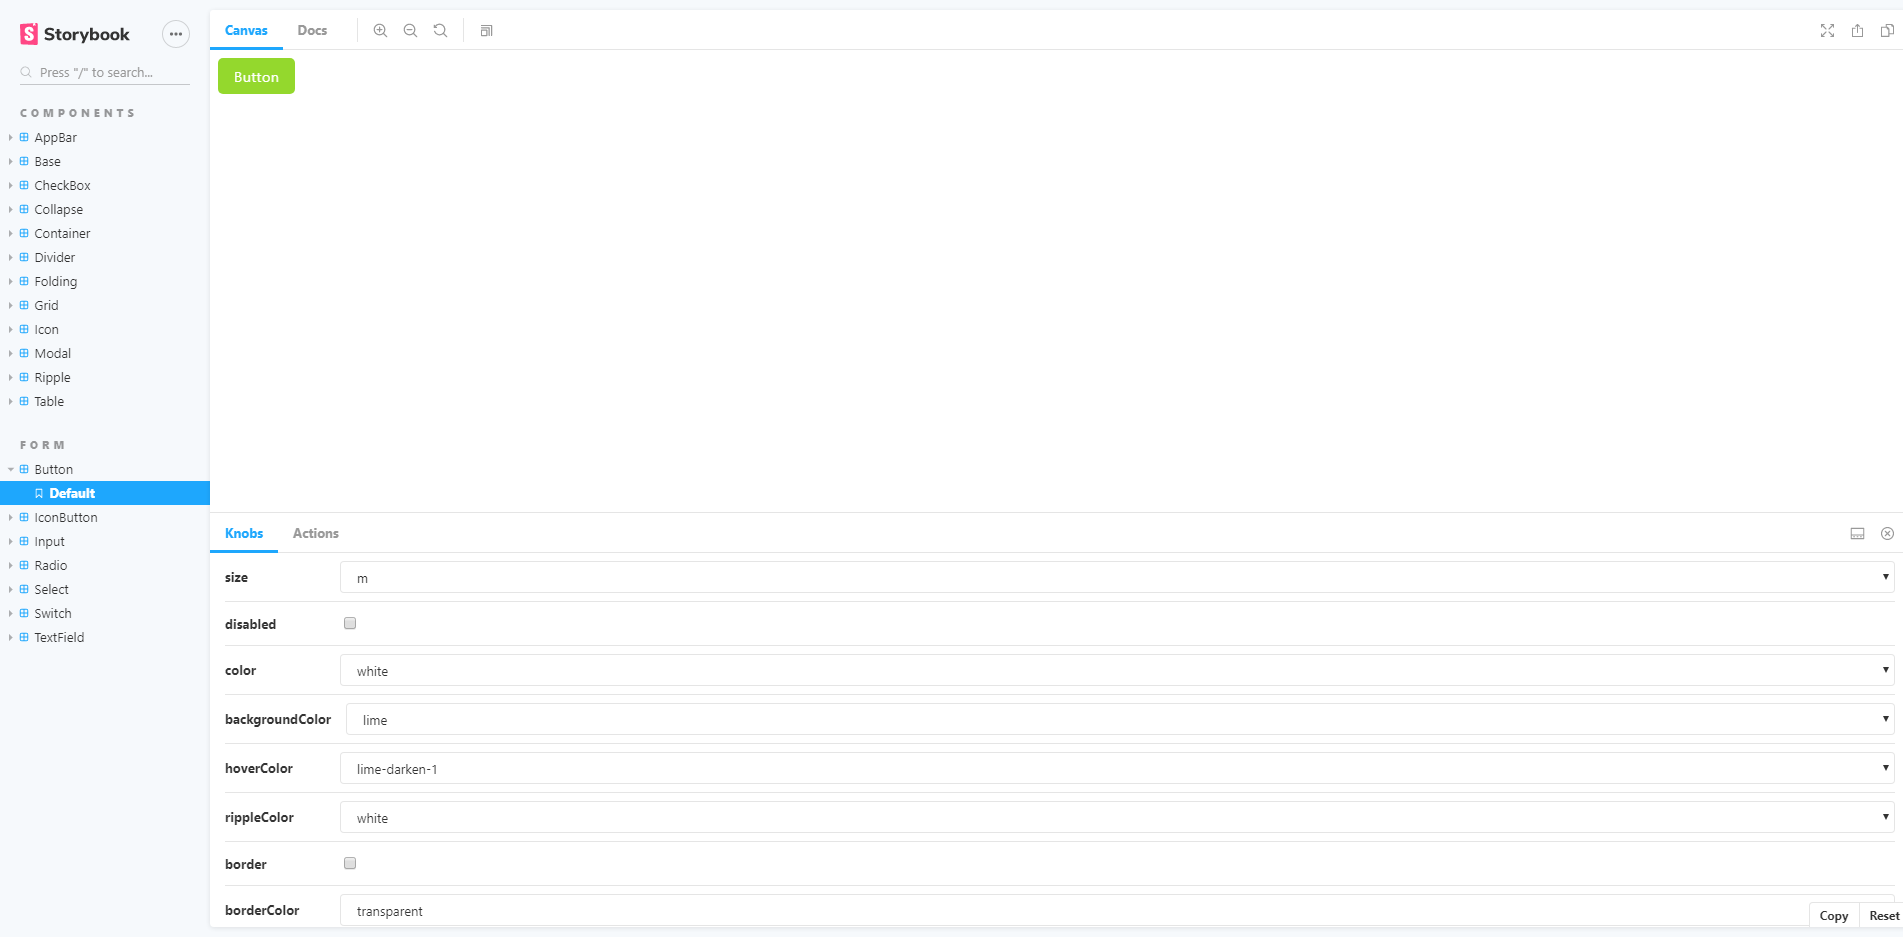 Storybook
Press "/" to search...
COMPONENTS
AppBar
Base
CheckBox
Collapse
Container
Divider
Folding
Grid
Icon
Modal
Ripple
Table
FORM
Button
Default
IconButton
Input
Radio
Select
Switch
TextField
Canvas Docs
Button
Knobs Actions
size m
disabled
color white
backgroundColor lime
hoverColor lime-darken-1
rippleColor white
border
borderColor transparent
Copy Reset